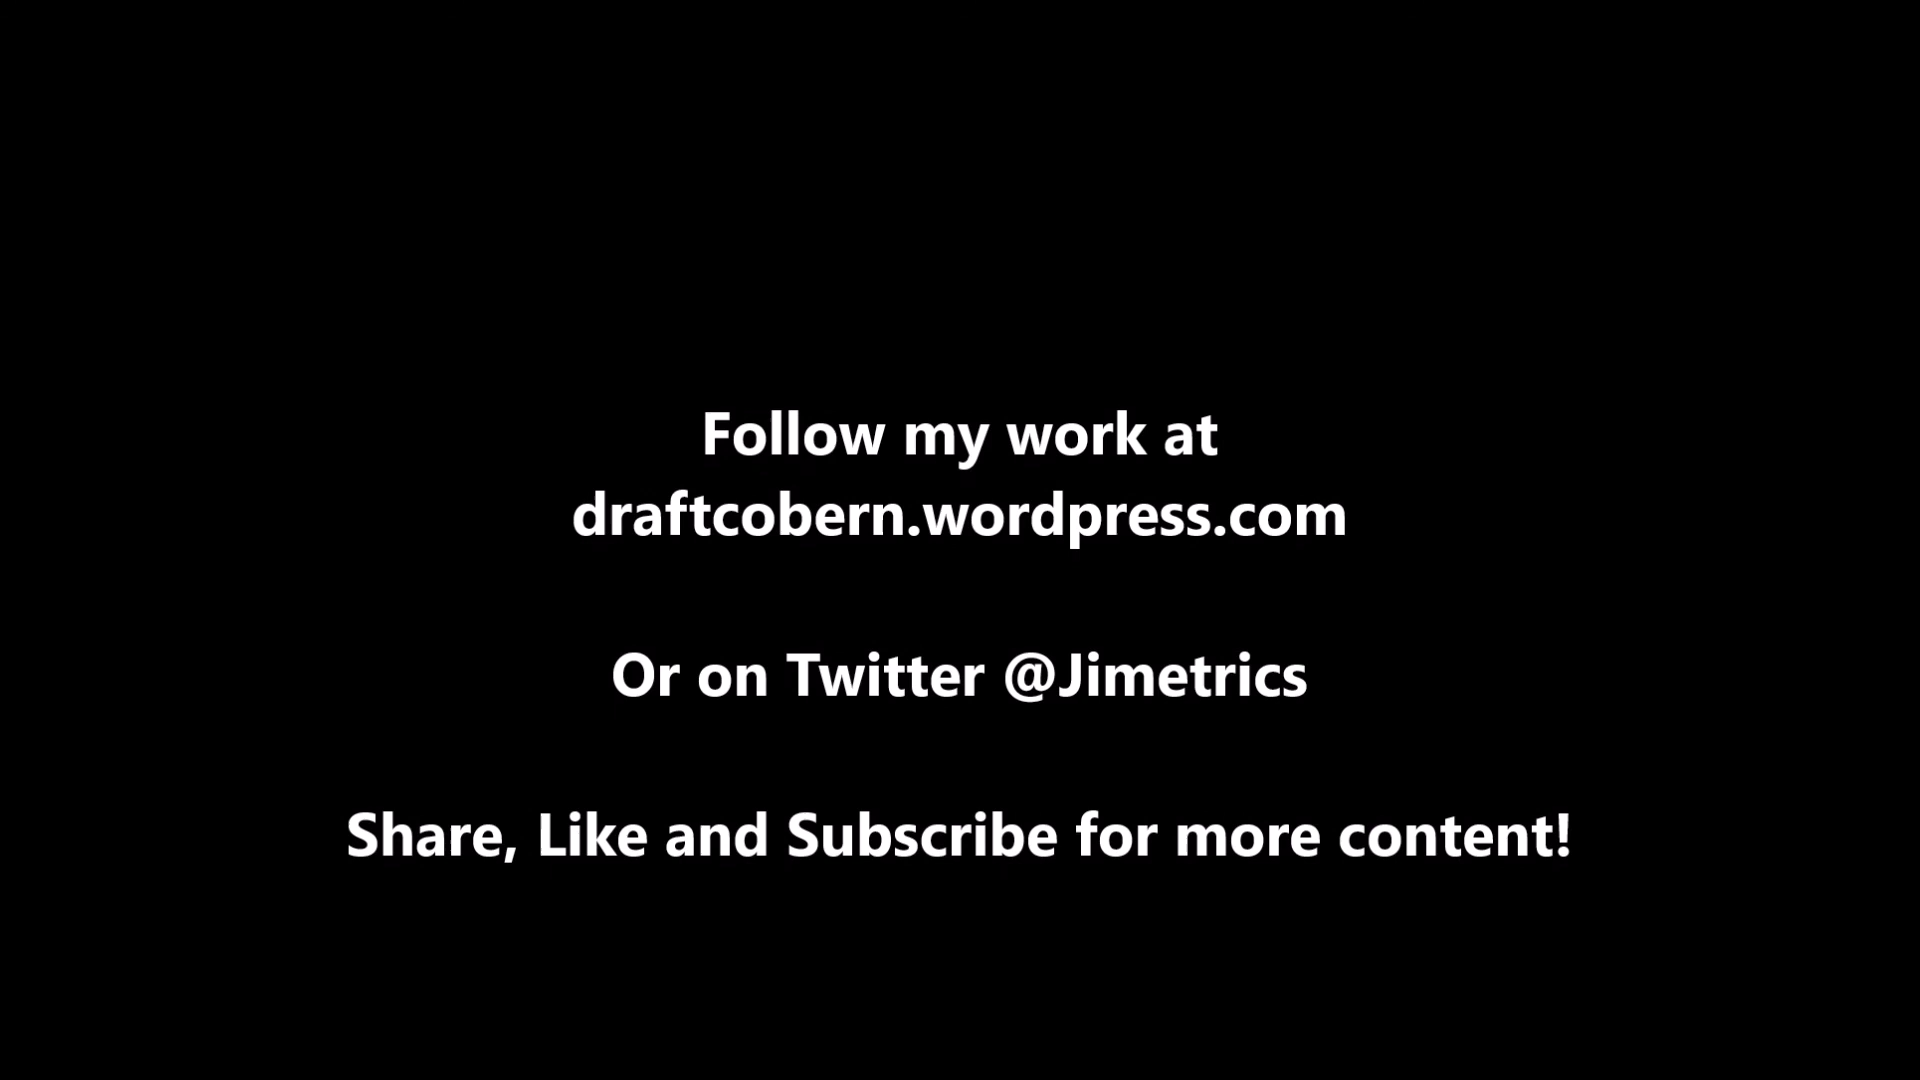 Follow my work at
draftcobern.wordpress.com
Or on Twitter @Jimetrics
Share, Like and Subscribe for more content!